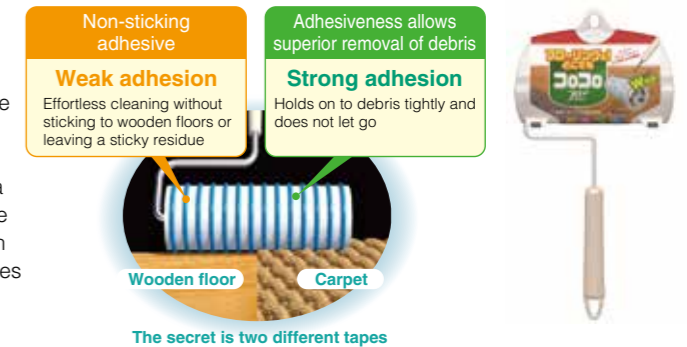 Non-sticking
adhesive
Weak adhesion
Effortless cleaning without
sticking to wooden floors or
leaving a sticky residue
Adhesiveness allows
superior removal of debris
Strong adhesion
Holds on to debris tightly and
does not let go
Wooden floor
Carpet
The secret is two different tapes
コロコロ